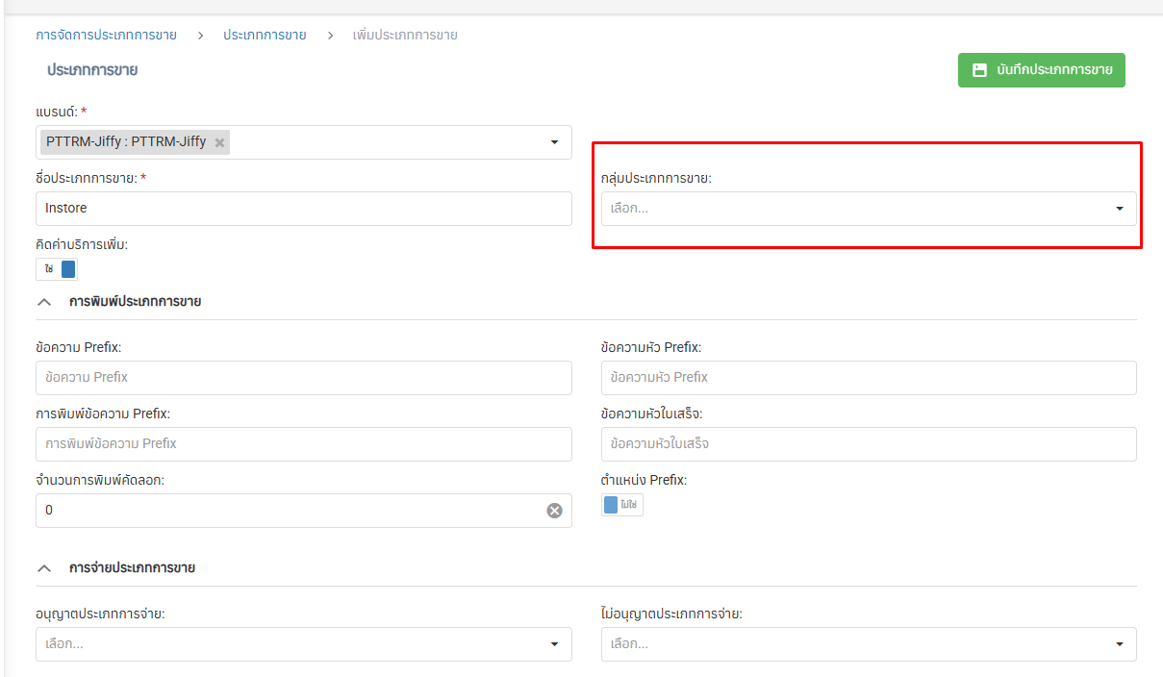 การจัดการประเภทการขาย > ประเภทการขาย > เพิ่มประเภทการขาย
ประเภทการขาย
บันทึกประเภทการขาย
แบรนด์: *
PTTRM-Jiffy : PTTRM-Jiffy ×
ชื่อประเภทการขาย: *
กลุ่มประเภทการขาย:
Instore
เลือก...
คิดค่าบริการเพิ่ม:
ใช่
การพิมพ์ประเภทการขาย
ข้อความ Prefix:
ข้อความหัว Prefix:
ข้อความ Prefix
ข้อความหัว Prefix
การพิมพ์ข้อความ Prefix:
ข้อความหัวใบเสร็จ:
การพิมพ์ข้อความ Prefix
ข้อความหัวใบเสร็จ
จำนวนการพิมพ์คัดลอก:
ตำแหน่ง Prefix:
0
ไม่ใช่
การจ่ายประเภทการขาย
อนุญาตประเภทการจ่าย:
ไม่อนุญาตประเภทการจ่าย:
เลือก...
เลือก...